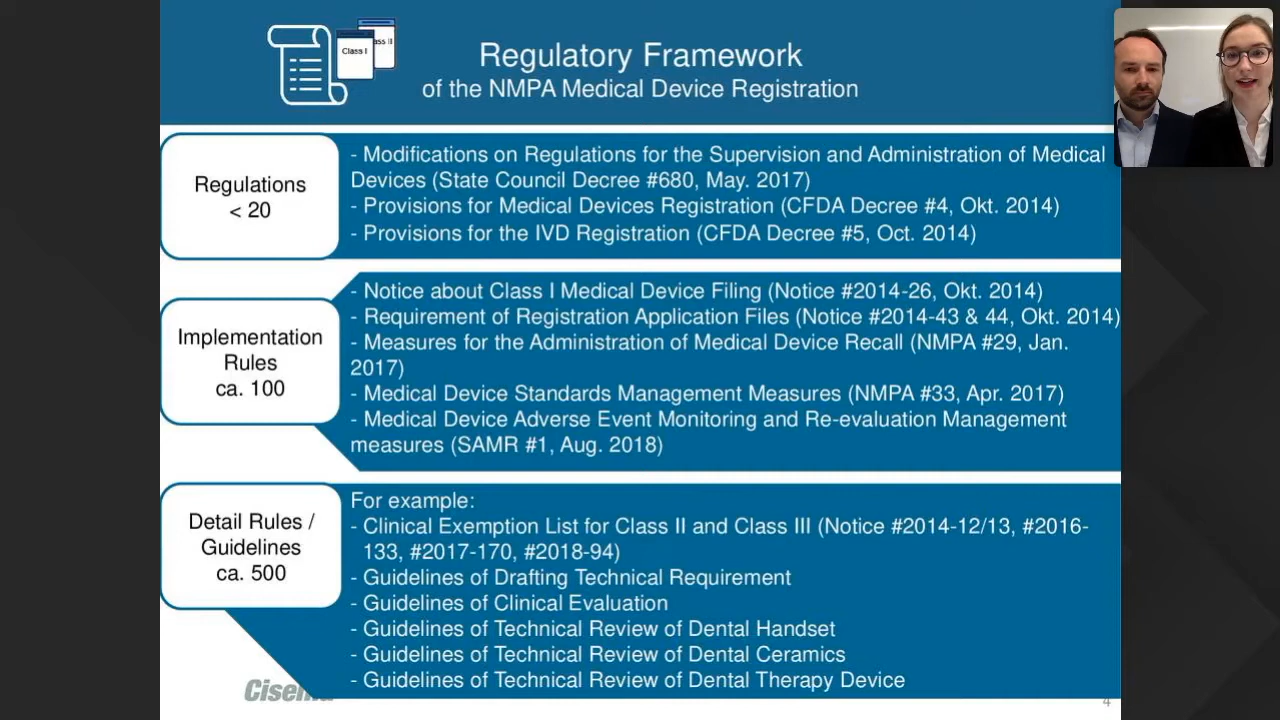 Class I
ass II
Regulatory Framework
of the NMPA Medical Device Registration
Regulations
< 20
- Modifications on Regulations for the Supervision and Administration of Medical
Devices (State Council Decree #680, May. 2017)
- Provisions for Medical Devices Registration (CFDA Decree #4, Okt. 2014)
- Provisions for the IVD Registration (CFDA Decree #5, Oct. 2014)
Implementation
Rules
ca. 100
- Notice about Class I Medical Device Filing (Notice #2014-26, Okt. 2014)
- Requirement of Registration Application Files (Notice #2014-43 & 44, Okt. 2014)
- Measures for the Administration of Medical Device Recall (NMPA #29, Jan.
2017)
- Medical Device Standards Management Measures (NMPA #33, Apr. 2017)
- Medical Device Adverse Event Monitoring and Re-evaluation Management
measures (SAMR #1, Aug. 2018)
Detail Rules /
Guidelines
ca. 500
For example:
- Clinical Exemption List for Class II and Class III (Notice #2014-12/13, #2016-
133, #2017-170, #2018-94)
- Guidelines of Drafting Technical Requirement
- Guidelines of Clinical Evaluation
- Guidelines of Technical Review of Dental Handset
- Guidelines of Technical Review of Dental Ceramics
- Guidelines of Technical Review of Dental Therapy Device
Cisem
4